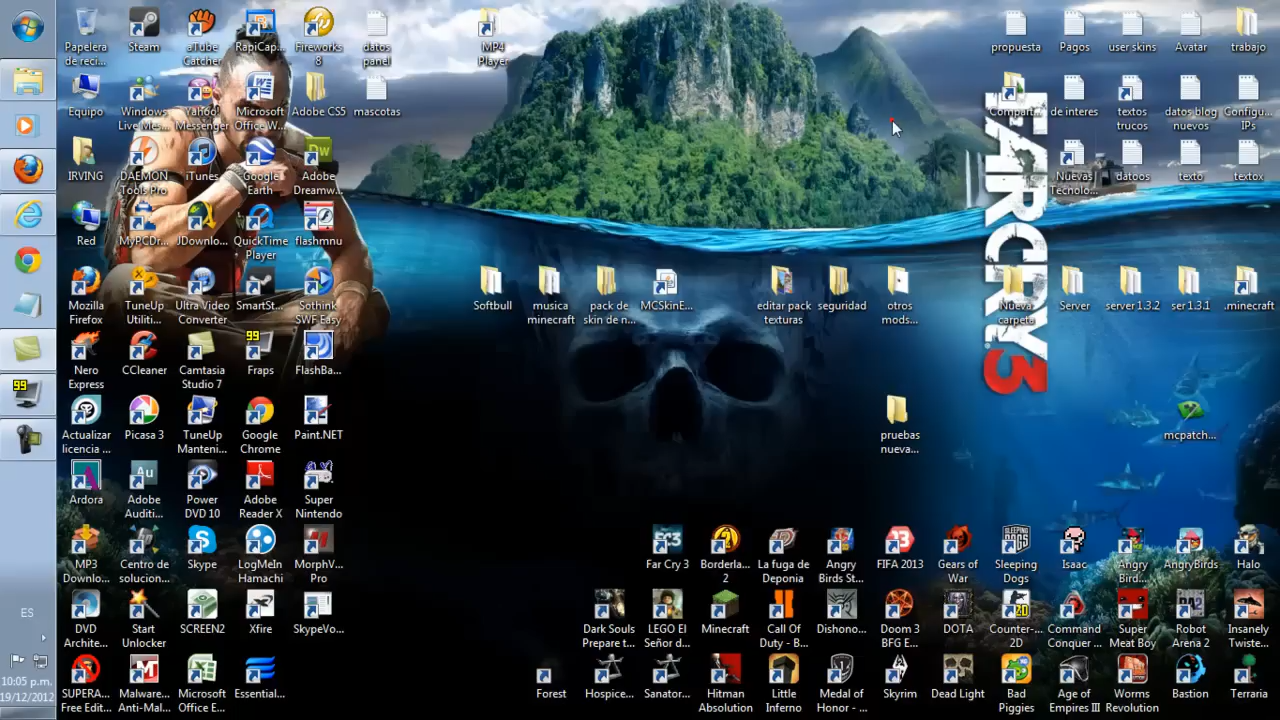 Papelera
de reci...
Steam
aTube
Catcher
RapiCap...
Fireworks
8
datos
panel
MP4
Player
propuesta
Pagos
user skins
Avatar
trabajo
Equipo
Windows
Live Mes...
Yahoo!
Messenger
Microsoft
Office W...
Adobe CS5
mascotas
Compart...
de interes
textos
trucos
datos blog
nuevos
Configu...
IPs
IRVING
DAEMON
Tools Pro
iTunes
Google
Earth
Adobe
Dreamw...
Nuevas
Tecnolo...
datoos
texto
textox
Red
MyPCDr...
JDownlo...
QuickTime
Player
flashmnu
FARCRY 3
Mozilla
Firefox
TuneUp
Utiliti...
Ultra Video
Converter
SmartSt...
Sothink
SWF Easy
Softbull
musica
minecraft
pack de
skin de n...
MCSkinE...
editar pack
texturas
seguridad
otros
mods...
Nueva
carpeta
Server
server 1.3.2
ser 1.3.1
.minecraft
Nero
Express
CCleaner
Camtasia
Studio 7
99
Fraps
FlashBa...
99
Actualizar
licencia ...
Picasa 3
TuneUp
Manteni...
Google
Chrome
Paint.NET
pruebas
nueva...
mcpatch...
Ardora
Adobe
Auditi...
Power
DVD 10
Adobe
Reader X
Super
Nintendo
MP3
Downlo...
Centro de
solucion...
Skype
LogMeIn
Hamachi
MorphV...
Pro
Far Cry 3
Borderla...
2
La fuga de
Deponia
Angry
Birds St...
FIFA 2013
Gears of
War
Sleeping
Dogs
Isaac
Angry
Bird...
AngryBirds
Halo
ES
DVD
Archite...
Start
Unlocker
SCREEN2
Xfire
SkypeVo...
Dark Souls
Prepare t...
LEGO El
Señor d...
Minecraft
Call Of
Duty - B...
Dishono...
Doom 3
BFG E...
DOTA
Counter-...
2D
Command
Conquer ...
Super
Meat Boy
Robot
Arena 2
Insanely
Twiste...
10:05 p.m.
19/12/2012
SUPERA...
Free Edit...
Malware...
Anti-Mal...
Microsoft
Office E...
Essential...
Forest
Hospice...
Sanator...
Hitman
Absolution
Little
Inferno
Medal of
Honor - ...
Skyrim
Dead Light
Bad
Piggies
Age of
Empires III
Worms
Revolution
Bastion
Terraria